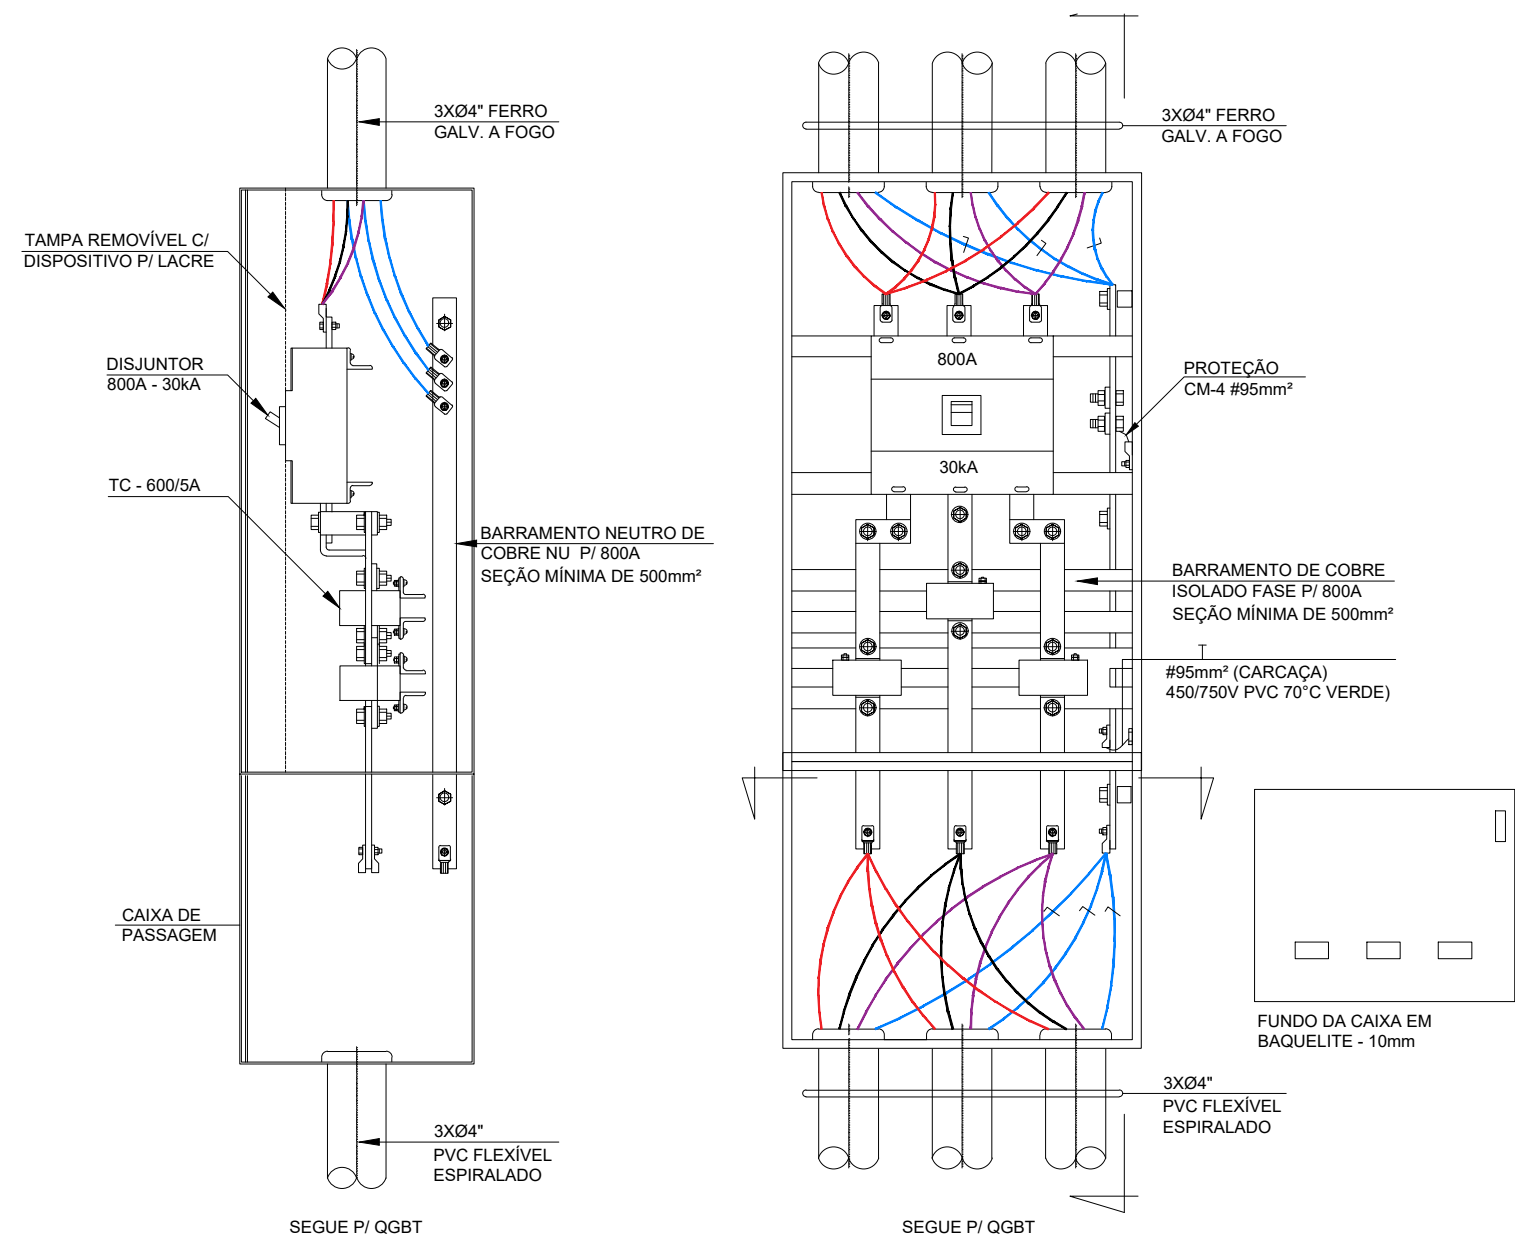 3XØ4" FERRO
GALV. A FOGO
TAMPA REMOVÍVEL C/
DISPOSITIVO P/ LACRE
DISJUNTOR
800A - 30kA
TC - 600/5A
BARRAMENTO NEUTRO DE
COBRE NU P/ 800A
SEÇÃO MÍNIMA DE 500mm²
CAIXA DE
PASSAGEM
3XØ4"
PVC FLEXÍVEL
ESPIRALADO
SEGUE P/ QGBT
3XØ4" FERRO
GALV. A FOGO
800A
30kA
PROTEÇÃO
CM-4 #95mm²
BARRAMENTO DE COBRE
ISOLADO FASE P/ 800A
SEÇÃO MÍNIMA DE 500mm²
#95mm² (CARCAÇA)
450/750V PVC 70°C VERDE)
FUNDO DA CAIXA EM
BAQUELITE - 10mm
3XØ4"
PVC FLEXÍVEL
ESPIRALADO
SEGUE P/ QGBT